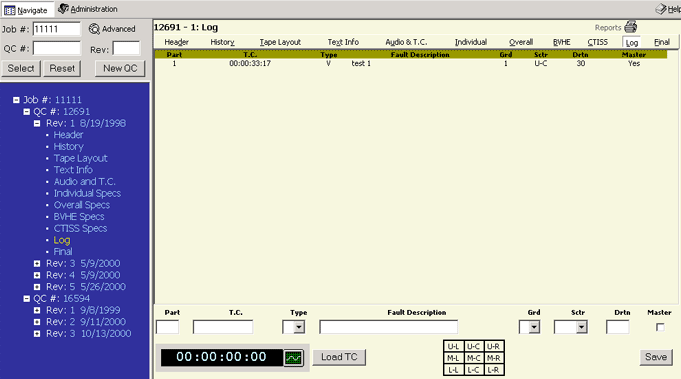 Navigate Administration Help
Job #: 11111 Advanced
QC #: Rev:
Select Reset New QC
Job #: 11111
QC #: 12691
Rev: 1 8/19/1998
Header
History
Tape Layout
Text Info
Audio and T.C.
Individual Specs
Overall Specs
BVHE Specs
CTISS Specs
Log
Final
Rev: 3 5/9/2000
Rev: 4 5/9/2000
Rev: 5 5/26/2000
QC #: 16594
Rev: 1 9/8/1999
Rev: 2 9/11/2000
Rev: 3 10/13/2000
12691 - 1: Log Reports
Header History Tape Layout Text Info Audio & T.C. Individual Overall BVHE CTISS Log Final
Part T.C. Type Fault Description Grd Sctr Drtn Master
1 00:00:33:17 V test 1 1 U-C 30 Yes
Part T.C. Type Fault Description Grd Sctr Drtn Master
00:00:00:00 Load TC
U-L U-C U-R
M-L M-C M-R
L-L L-C L-R
Save